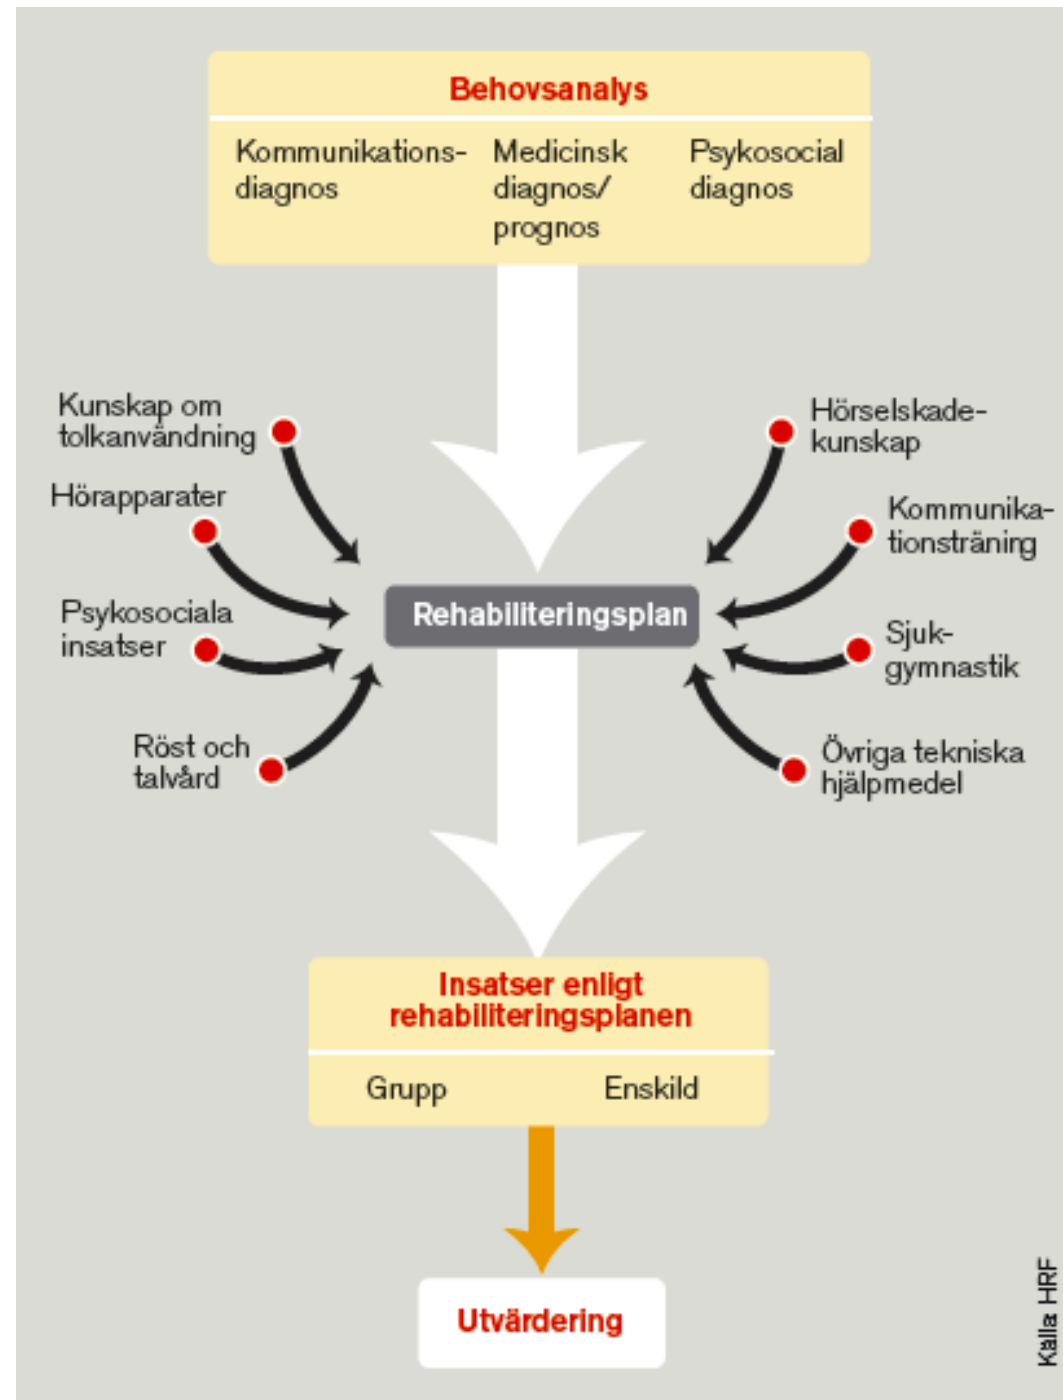 Behovsanalys
Kommunikations-
diagnos
Medicinsk
diagnos/
prognos
Psykosocial
diagnos
Kunskap om
tolkanvändning
Hörapparater
Psykosociala
insatser
Röst och
talvård
Hörselskade-
kunskap
Kommunika-
tionsträning
Sjuk-
gymnastik
Övriga tekniska
hjälpmedel
Rehabiliteringsplan
Insatser enligt
rehabiliteringsplanen
Grupp
Enskild
Utvärdering
Källa: HRF